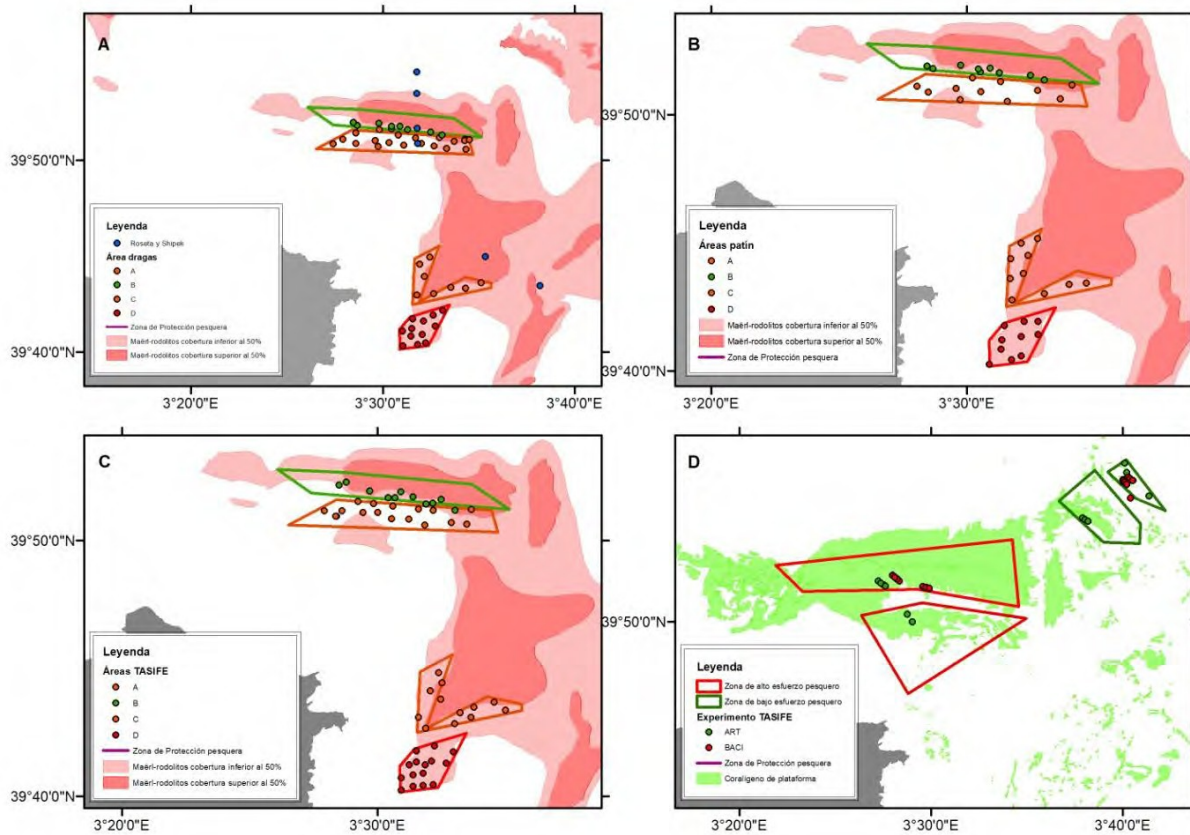 A
39°50'0"N
39°40'0"N
3°20'0"E
3°30'0"E
3°40'0"E
Leyenda
Roseta y Shipek
Área dragas
A
B
C
D
Zona de Protección pesquera
Maërl-rodolitos cobertura inferior al 50%
Maërl-rodolitos cobertura superior al 50%
B
39°50'0"N
39°40'0"N
3°20'0"E
3°30'0"E
Leyenda
Áreas patín
A
B
C
D
Maërl-rodolitos cobertura inferior al 50%
Maërl-rodolitos cobertura superior al 50%
Zona de Protección pesquera
C
39°50'0"N
39°40'0"N
3°20'0"E
3°30'0"E
Leyenda
Áreas TASIFE
A
B
C
D
Zona de Protección pesquera
Maërl-rodolitos cobertura inferior al 50%
Maërl-rodolitos cobertura superior al 50%
D
39°50'0"N
3°20'0"E
3°30'0"E
3°40'0"E
Leyenda
Zona de alto esfuerzo pesquero
Zona de bajo esfuerzo pesquero
Experimento TASIFE
ART
BACI
Zona de Protección pesquera
Coralígeno de plataforma